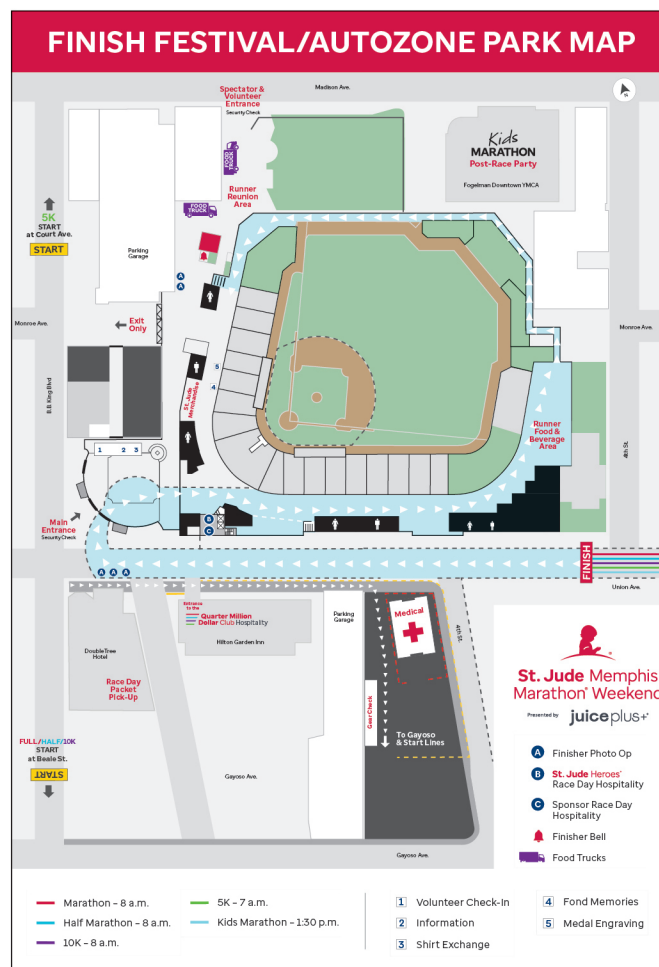 FINISH FESTIVAL/AUTOZONE PARK MAP
Madison Ave.
Spectator &
Volunteer
Entrance
Security Check
FOOD
TRUCK
Kids
MARATHON
Post-Race Party
Fogelman Downtown YMCA
N
Runner
Reunion
Area
FOOD
TRUCK
5K
START
at Court Ave.
START
Parking
Garage
A
A
Monroe Ave.
Exit
Only
Monroe Ave.
B.B. King Blvd
St. Jude
Merchandise
5
4
Runner
Food &
Beverage
Area
4th St.
1
2
3
Main
Entrance
Security Check
B
C
A A A
FINISH
Union Ave.
Entrance
to the
Quarter Million
Dollar Club Hospitality
Hilton Garden Inn
Parking
Garage
Medical
4th St.
DoubleTree
Hotel
Race Day
Packet
Pick-Up
Gear Check
To Gayoso
& Start Lines
FULL/HALF/10K
START
at Beale St.
START
Gayoso Ave.
Gayoso Ave.
St. Jude Memphis
Marathon® Weekend
Presented by juice plus+®
A Finisher Photo Op
B St. Jude Heroes®
Race Day Hospitality
C Sponsor Race Day
Hospitality
Finisher Bell
Food Trucks
Marathon – 8 a.m.
Half Marathon – 8 a.m.
10K – 8 a.m.
5K – 7 a.m.
Kids Marathon – 1:30 p.m.
1 Volunteer Check-In
2 Information
3 Shirt Exchange
4 Fond Memories
5 Medal Engraving